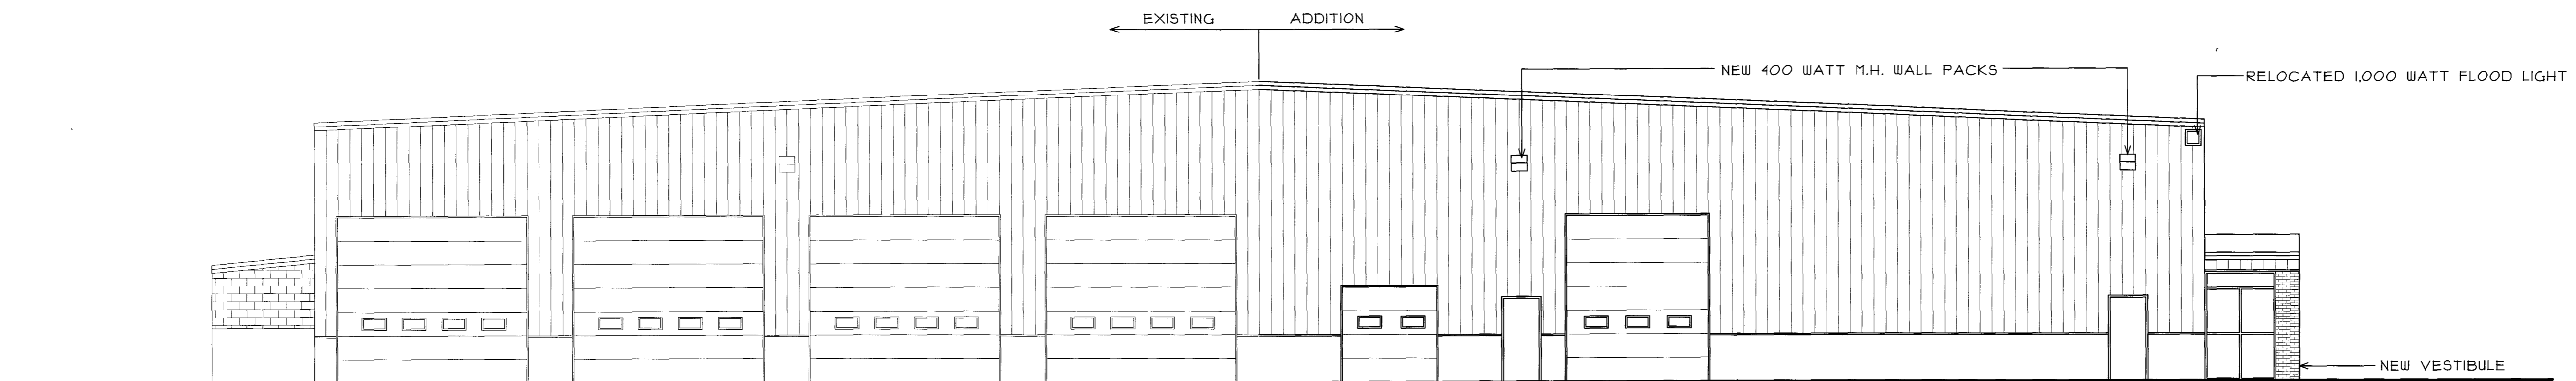 EXISTING
ADDITION
NEW 400 WATT M.H. WALL PACKS
RELOCATED 1,000 WATT FLOOD LIGHT
NEW VESTIBULE